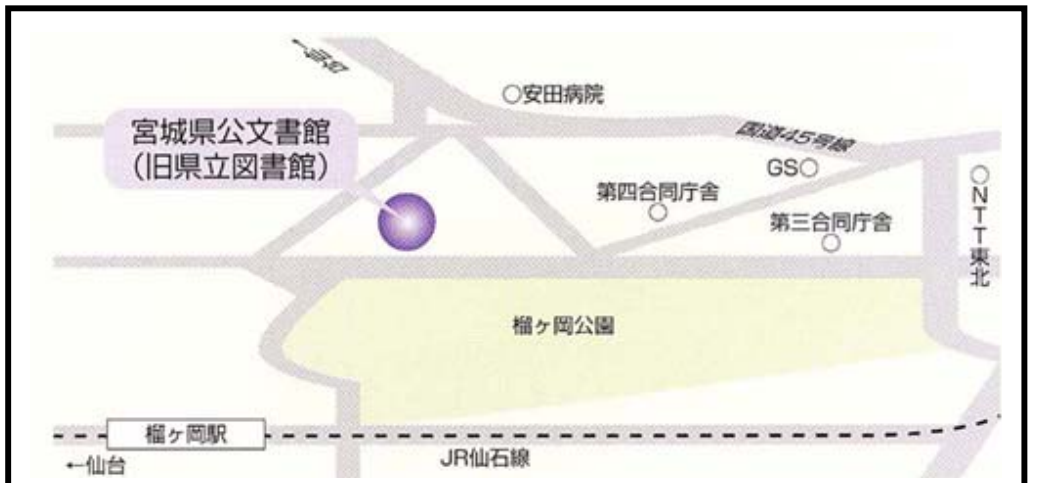 ←市中
安田病院
宮城県公文書館
(旧県立図書館)
国道45号線
GS
第四合同庁舎
第三合同庁舎
NTT東北
榴ヶ岡公園
榴ヶ岡駅
←仙台
JR仙石線